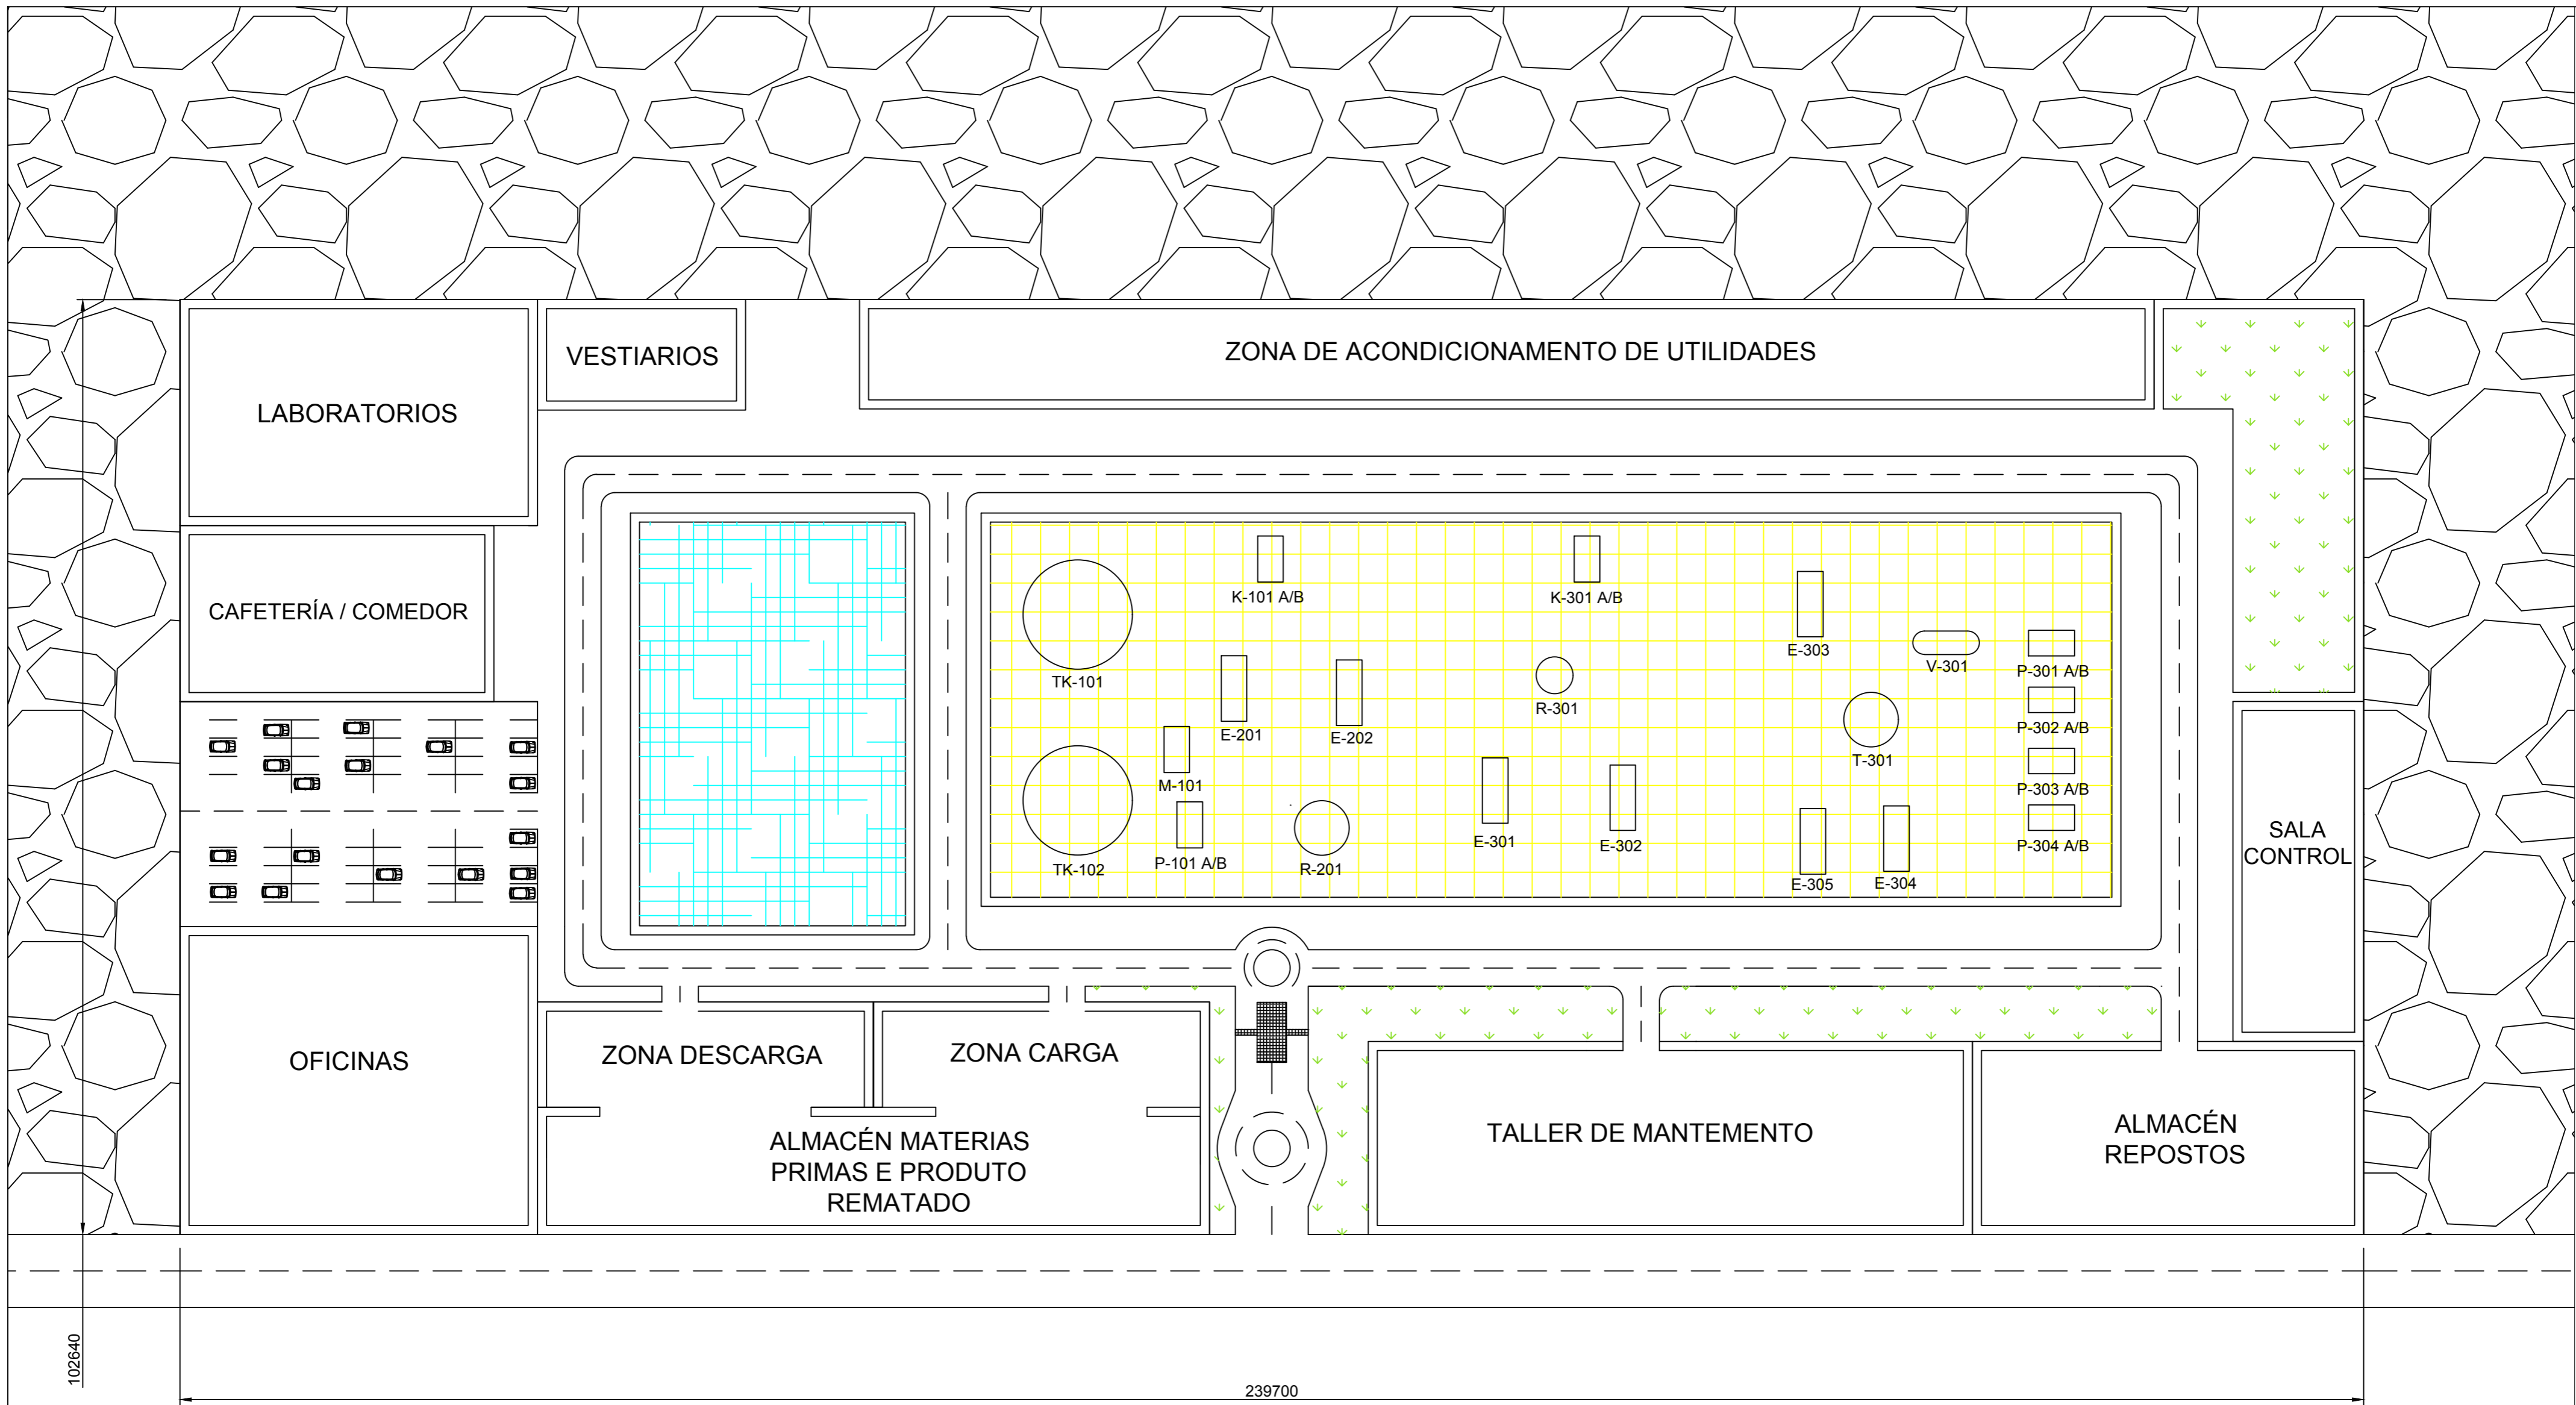 VESTIARIOS
ZONA DE ACONDICIONAMENTO DE UTILIDADES
LABORATORIOS
CAFETERÍA / COMEDOR
K-101 A/B
K-301 A/B
E-303
V-301
P-301 A/B
TK-101
R-301
P-302 A/B
E-201
E-202
T-301
M-101
P-303 A/B
E-301
E-302
P-304 A/B
P-101 A/B
TK-102
R-201
E-305
E-304
SALA
CONTROL
OFICINAS
ZONA DESCARGA
ZONA CARGA
ALMACÉN MATERIAS
PRIMAS E PRODUTO
REMATADO
TALLER DE MANTEMENTO
ALMACÉN
REPOSTOS
102640
239700